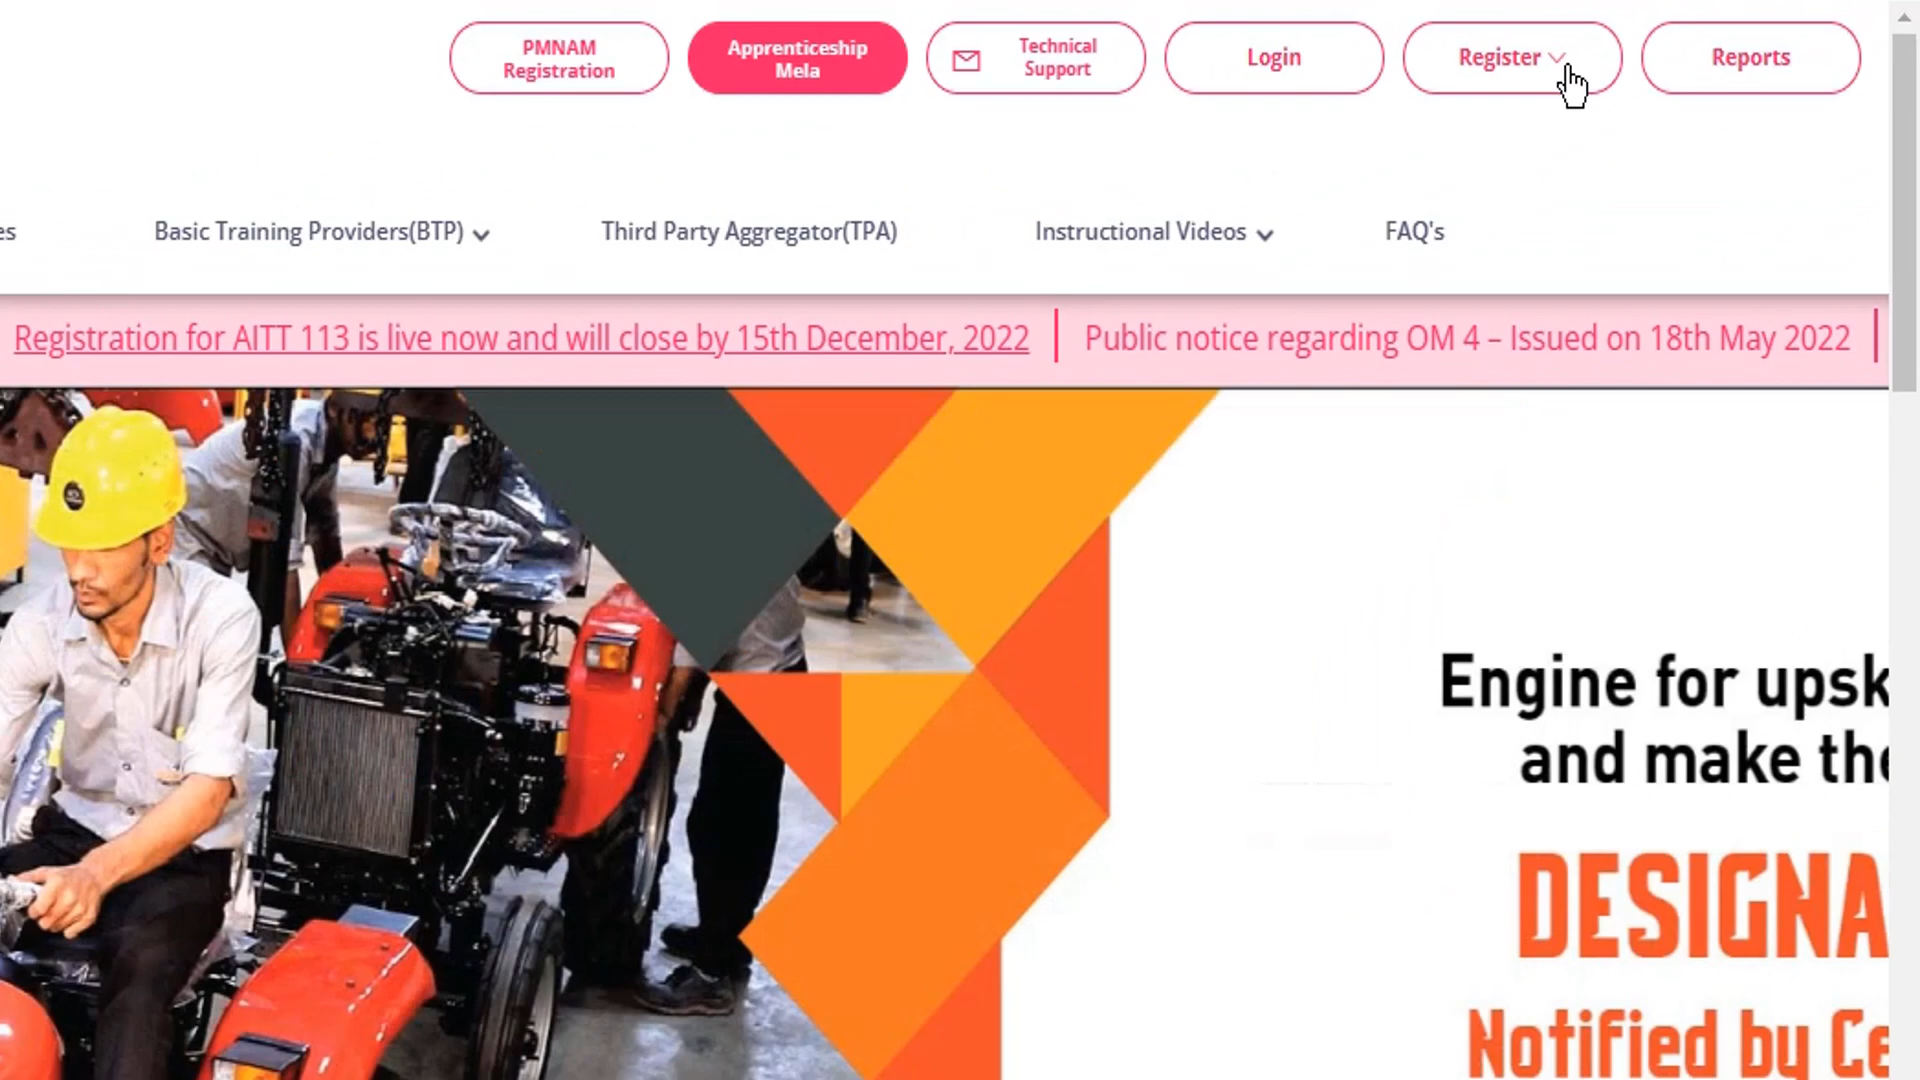 PMNAM
Registration
Apprenticeship
Mela
Technical
Support
Login
Register
Reports
es
Basic Training Providers(BTP)
Third Party Aggregator(TPA)
Instructional Videos
FAQ's
Registration for AITT 113 is live now and will close by 15th December, 2022
Public notice regarding OM 4 – Issued on 18th May 2022
Engine for upsk
and make the
DESIGNA
Notified by Ce